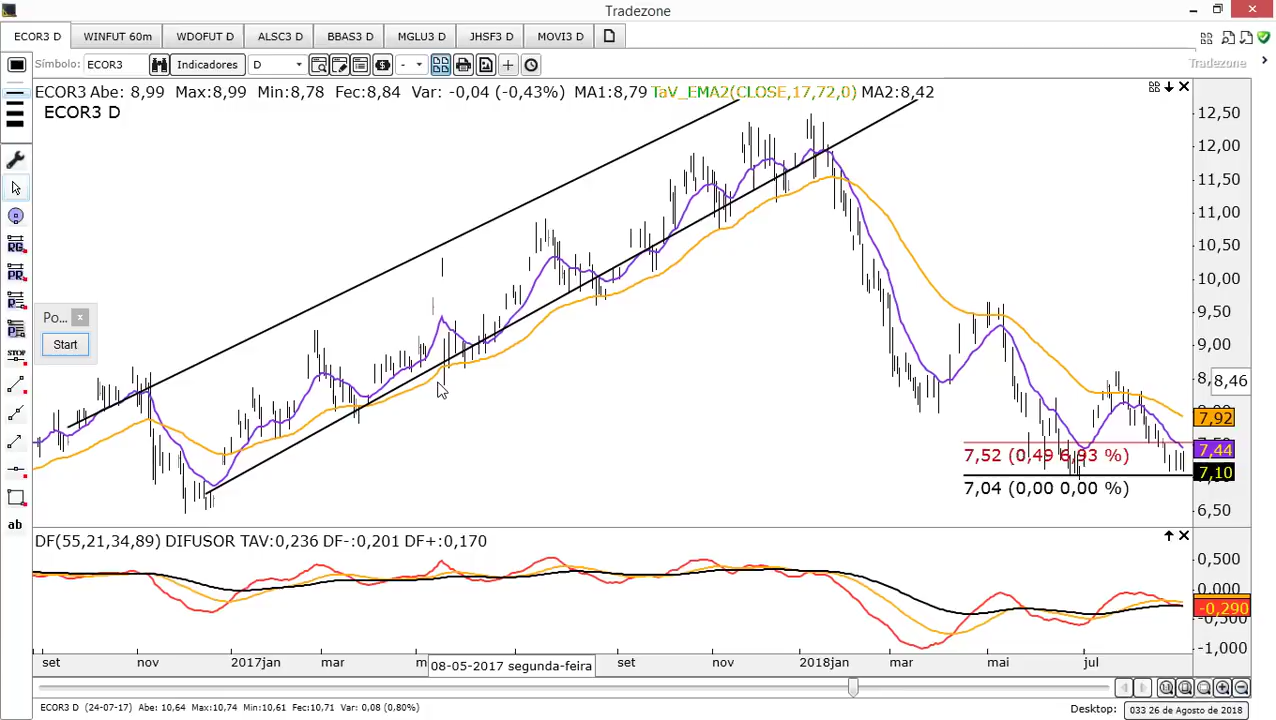 Tradezone
ECOR3 D WINFUT 60m WDOFUT D ALSC3 D BBAS3 D MGLU3 D JHSF3 D MOVI3 D
Símbolo: ECOR3 Indicadores D - Tradezone
ECOR3 Abe: 8,99 Max:8,99 Min:8,78 Fec:8,84 Var: -0,04 (-0,43%) MA1:8,79 TaV_EMA2(CLOSE,17,72,0) MA2:8,42
ECOR3 D
12,50
12,00
11,50
11,00
10,50
10,00
9,50
9,00
8,46
7,92
7,44
7,10
6,50
RG
PR
STOP
ab
Po... x
Start
7,52 (0,49 6,93 %)
7,04 (0,00 0,00 %)
DF(55,21,34,89) DIFUSOR TAV:0,236 DF-:0,201 DF+:0,170
0,500
0,000
-0,290
-1,000
set nov 2017jan mar 08-05-2017 segunda-feira set nov 2018jan mar mai jul
ECOR3 D (24-07-17) Abe: 10,64 Max:10,74 Min:10,61 Fec:10,71 Var: 0,08 (0,80%)
Desktop: 033 26 de Agosto de 2018